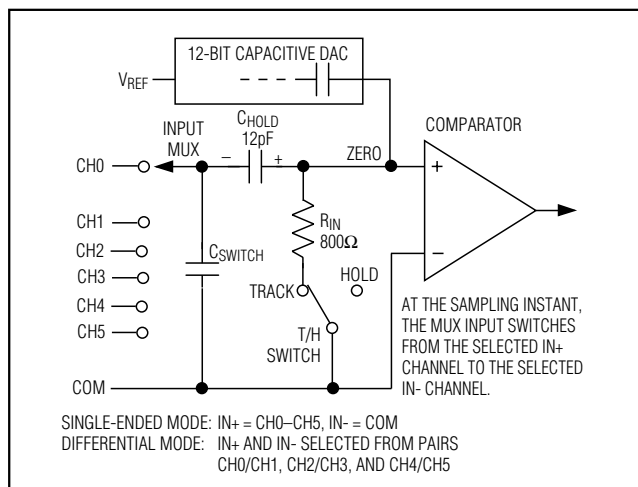 12-BIT CAPACITIVE DAC
VREF
CHOLD
12pF
INPUT
MUX
COMPARATOR
ZERO
– +
+
−
CH0
CH1
CH2
CH3
CH4
CH5
COM
CSWITCH
RIN
800Ω
TRACK
HOLD
T/H
SWITCH
AT THE SAMPLING INSTANT,
THE MUX INPUT SWITCHES
FROM THE SELECTED IN+
CHANNEL TO THE SELECTED
IN- CHANNEL.
SINGLE-ENDED MODE: IN+ = CH0–CH5, IN- = COM
DIFFERENTIAL MODE: IN+ AND IN- SELECTED FROM PAIRS
CH0/CH1, CH2/CH3, AND CH4/CH5